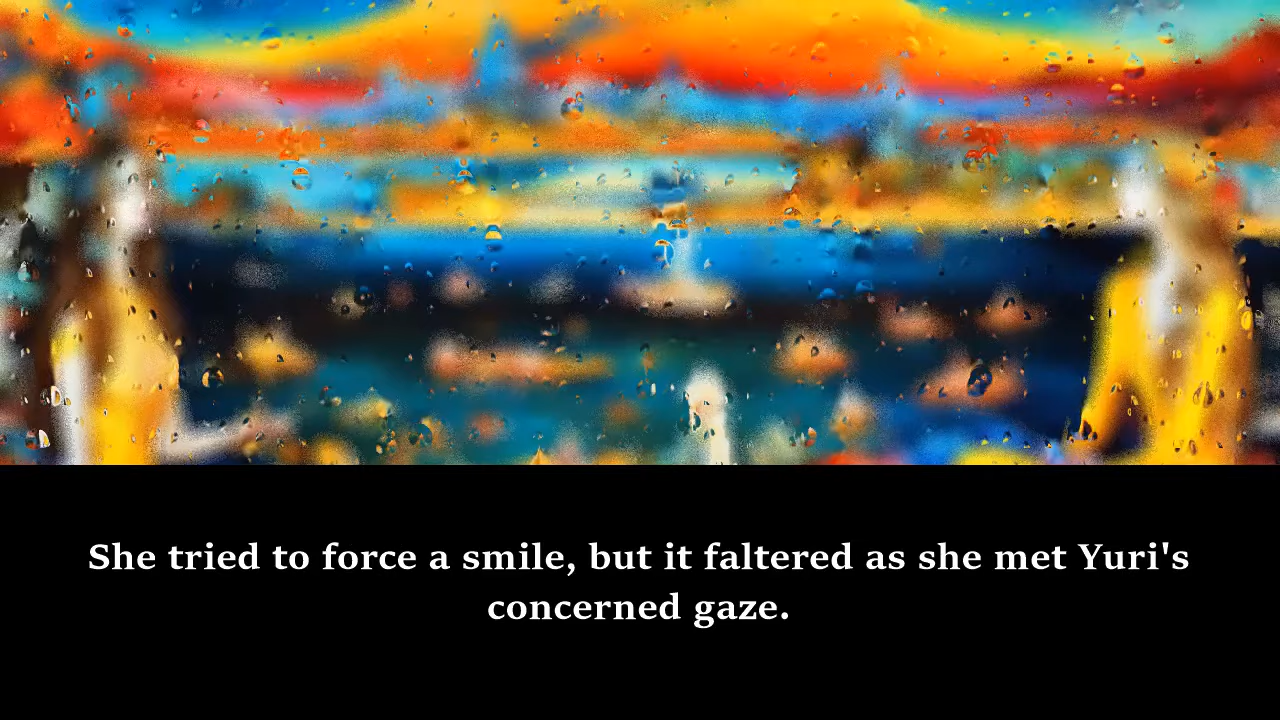 She tried to force a smile, but it faltered as she met Yuri's
concerned gaze.